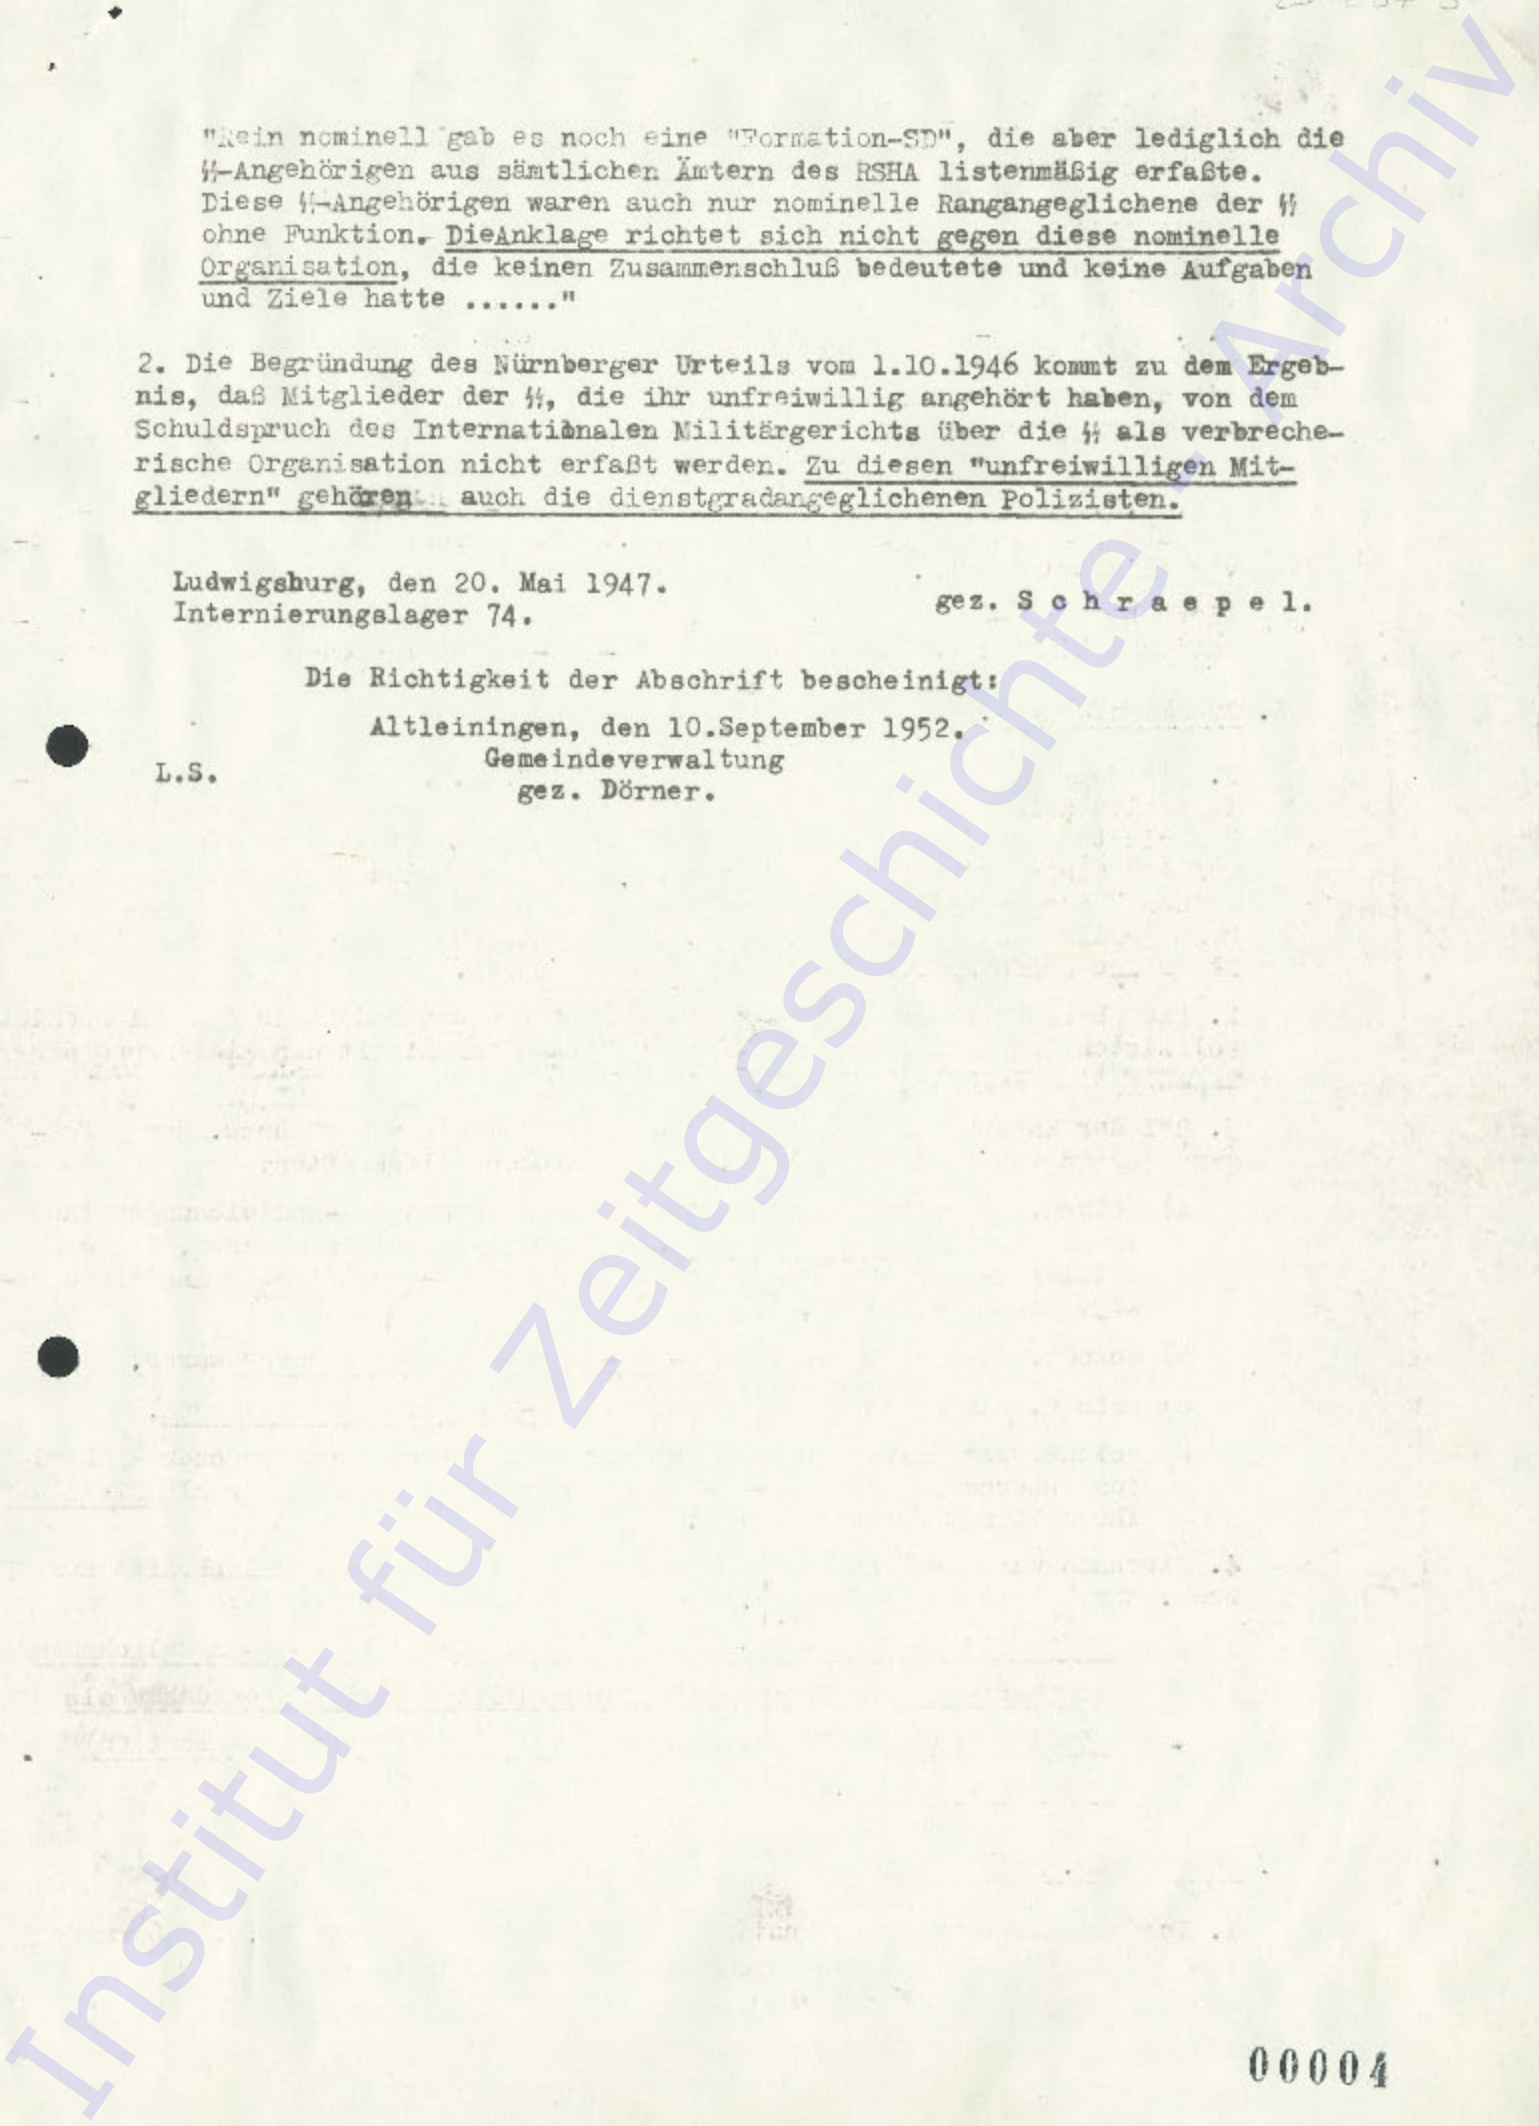 "Rein nominell gab es noch eine "Formation-SD", die aber lediglich die
SS-Angehörigen aus sämtlichen Ämtern des RSHA listenmäßig erfaßte.
Diese SS-Angehörigen waren auch nur nominelle Rangangeglichene der SS
ohne Funktion. DieAnklage richtet sich nicht gegen diese nominelle
Organisation, die keinen Zusammenschluß bedeutete und keine Aufgaben
und Ziele hatte ......"
2. Die Begründung des Nürnberger Urteils vom 1.10.1946 kommt zu dem Ergeb-
nis, daß Mitglieder der SS, die ihr unfreiwillig angehört haben, von dem
Schuldspruch des Internationalen Militärgerichts über die SS als verbreche-
rische Organisation nicht erfaßt werden. Zu diesen "unfreiwilligen Mit-
gliedern" gehören auch die dienstgradangeglichenen Polizisten.
Ludwigsburg, den 20. Mai 1947.
Internierungslager 74.
gez. S c h r a e p e l.
Die Richtigkeit der Abschrift bescheinigt:
Altleiningen, den 10.September 1952.
Gemeindeverwaltung
L.S.
gez. Dörner.
00004
Institut für Zeitgeschichte - Archiv